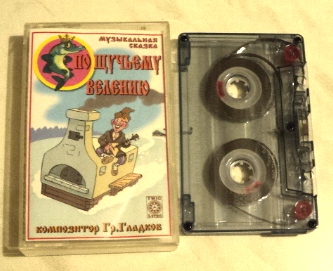 музыкальная
сказка
По щучьему
велению
композитор Гр.Гладков